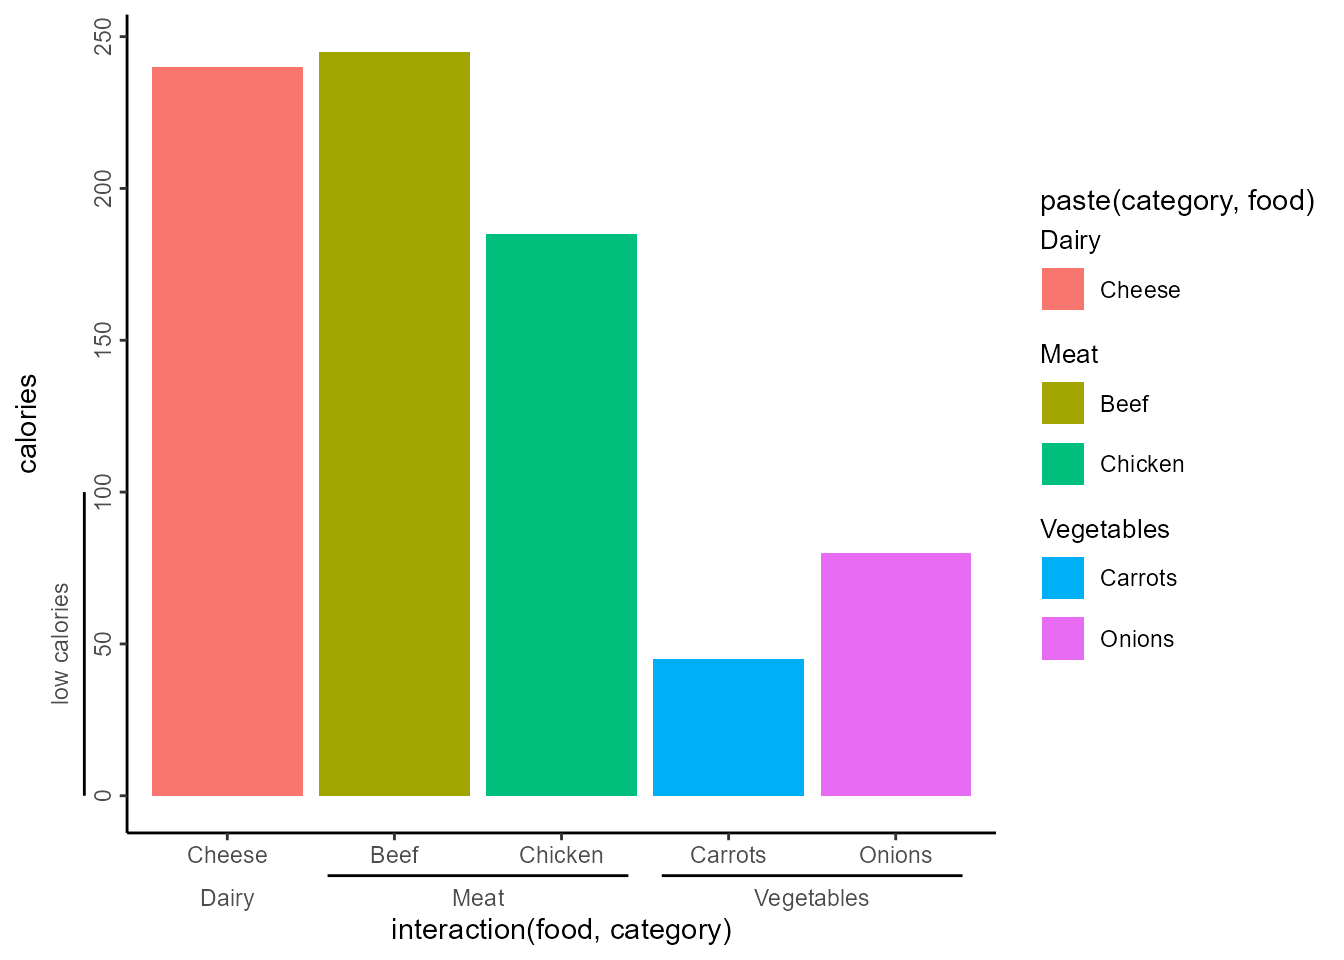 calories
low calories
250
200
150
100
50
0
Cheese Beef Chicken Carrots Onions
Dairy Meat Vegetables
interaction(food, category)
paste(category, food)
Dairy
Cheese
Meat
Beef
Chicken
Vegetables
Carrots
Onions